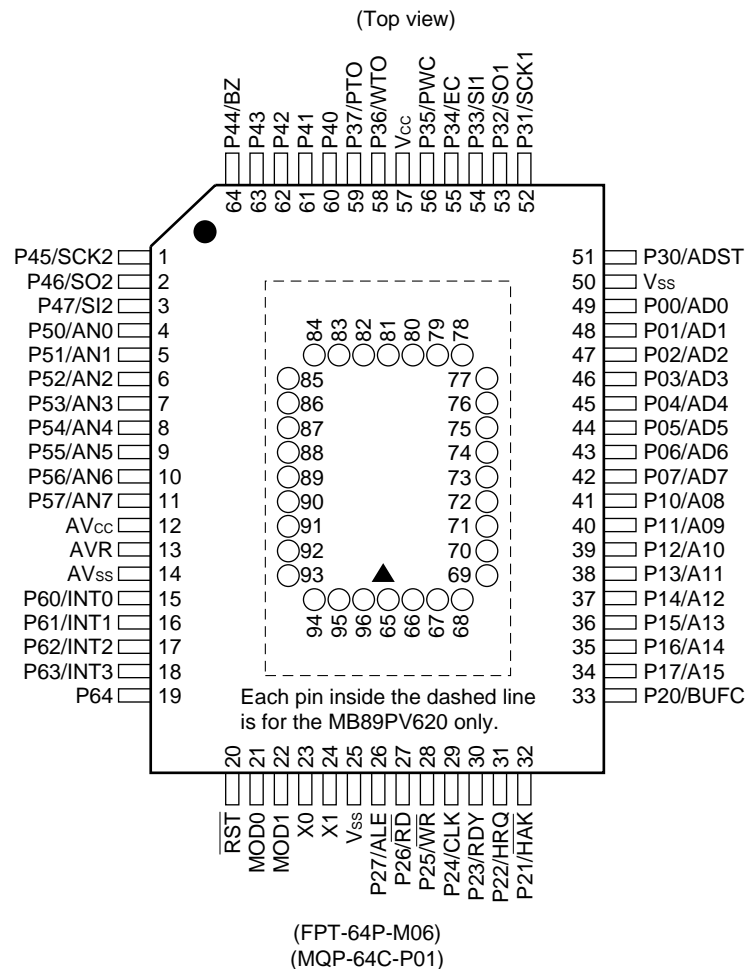 (Top view)
P44/BZ
P43
P42
P41
P40
P37/PTO
P36/WTO
Vcc
P35/PWC
P34/EC
P33/SI1
P32/SO1
P31/SCK1
64
63
62
61
60
59
58
57
56
55
54
53
52
P45/SCK2 1
P46/SO2 2
P47/SI2 3
P50/AN0 4
P51/AN1 5
P52/AN2 6
P53/AN3 7
P54/AN4 8
P55/AN5 9
P56/AN6 10
P57/AN7 11
AVcc 12
AVR 13
AVss 14
P60/INT0 15
P61/INT1 16
P62/INT2 17
P63/INT3 18
P64 19
84
83
82
81
80
79
78
85
86
87
88
89
90
91
92
93
77
76
75
74
73
72
71
70
69
94
95
96
65
66
67
68
Each pin inside the dashed line
is for the MB89PV620 only.
51 P30/ADST
50 Vss
49 P00/AD0
48 P01/AD1
47 P02/AD2
46 P03/AD3
45 P04/AD4
44 P05/AD5
43 P06/AD6
42 P07/AD7
41 P10/A08
40 P11/A09
39 P12/A10
38 P13/A11
37 P14/A12
36 P15/A13
35 P16/A14
34 P17/A15
33 P20/BUFC
20
21
22
23
24
25
26
27
28
29
30
31
32
RST
MOD0
MOD1
X0
X1
Vss
P27/ALE
P26/RD
P25/WR
P24/CLK
P23/RDY
P22/HRQ
P21/HAK
(FPT-64P-M06)
(MQP-64C-P01)